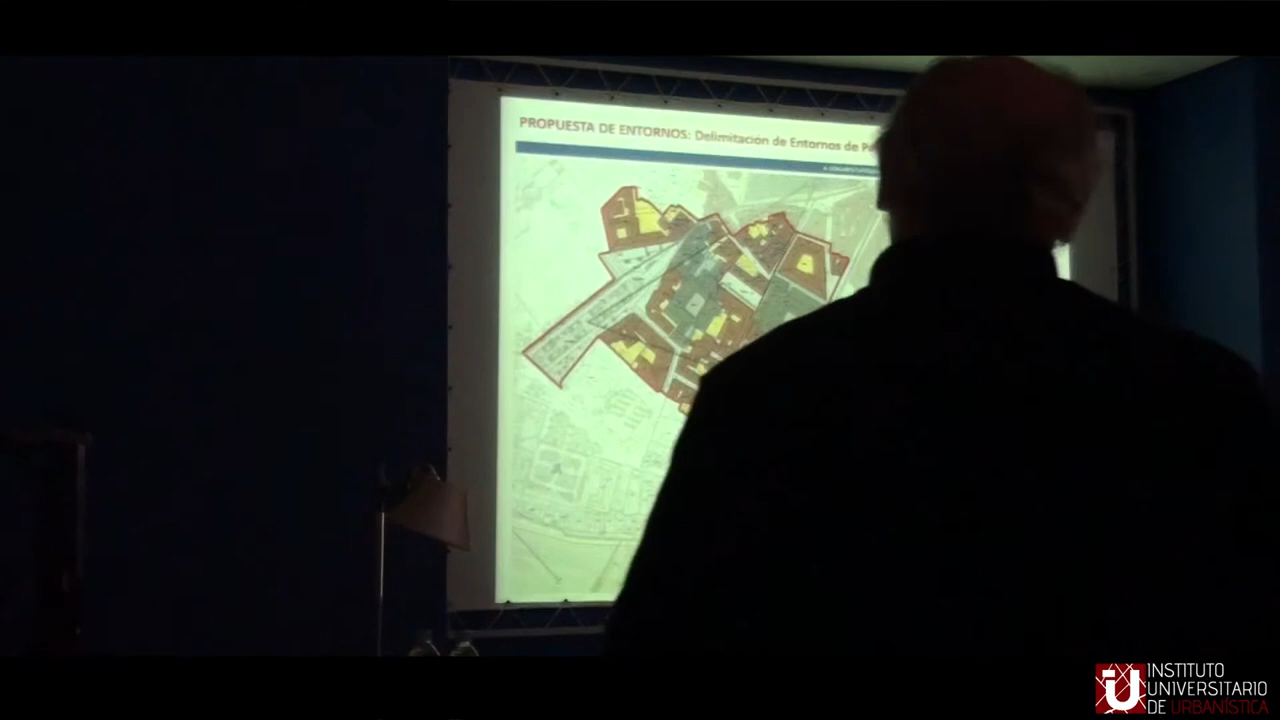 PROPUESTA DE ENTORNOS: Delimitación de Entornos de
INSTITUTO
UNIVERSITARIO
DE URBANÍSTICA